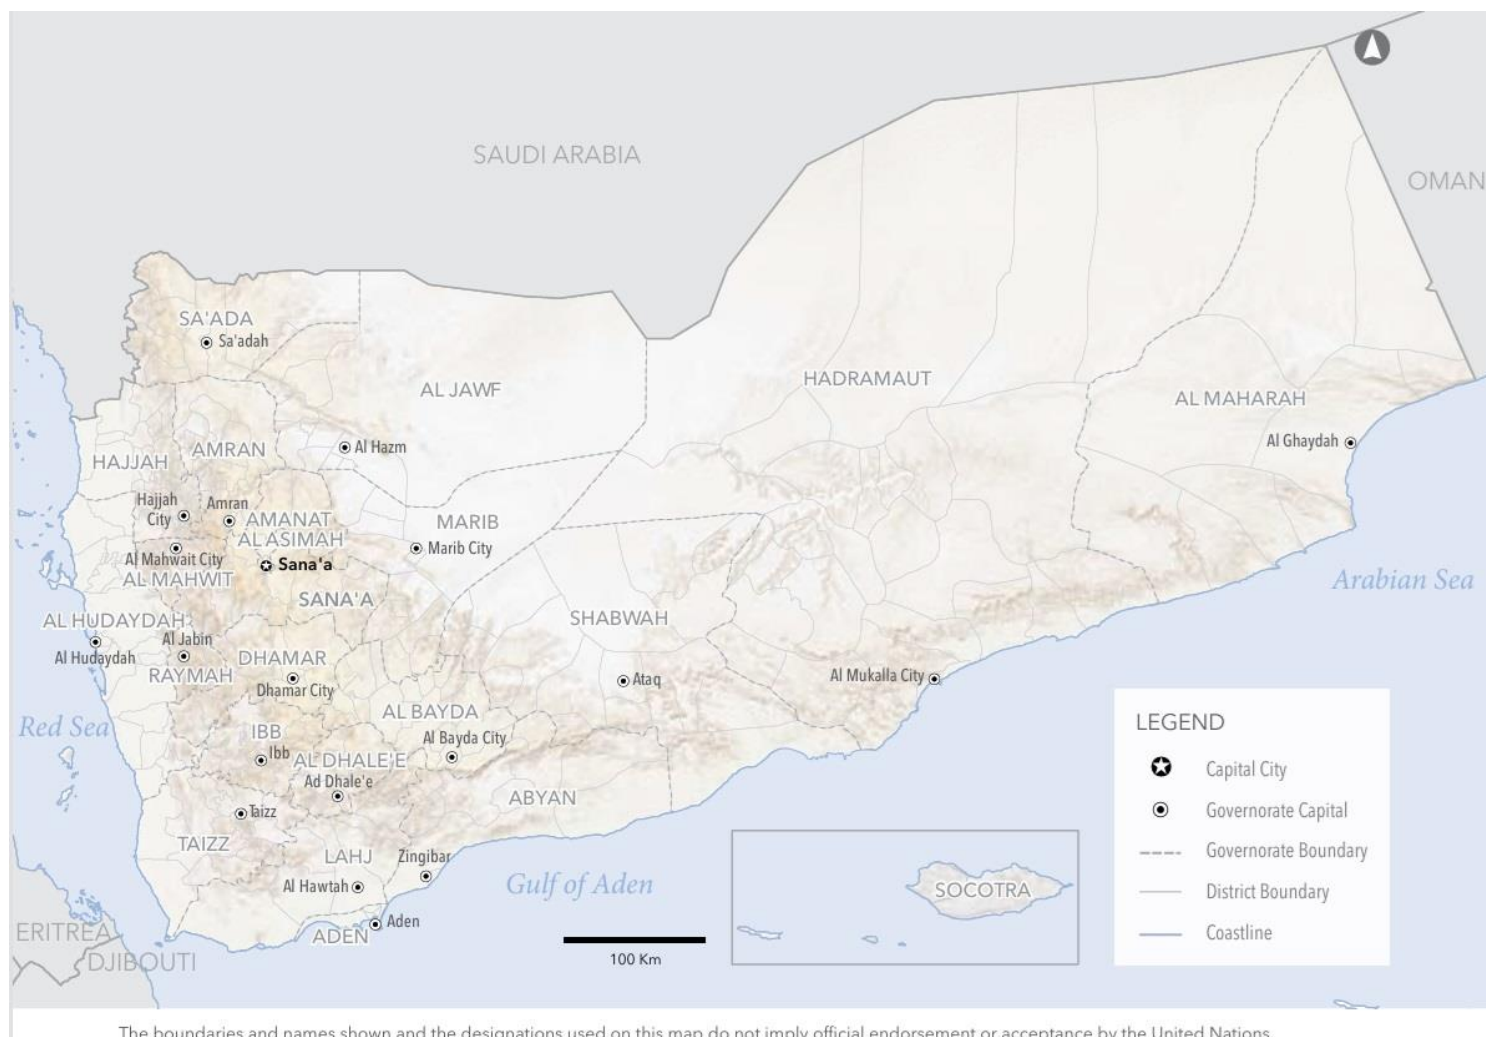 SAUDI ARABIA
OMAN
SA'ADA
Sa'adah
AL JAWF
HADRAMAUT
AL MAHARAH
Al Ghaydah
Al Hazm
AMRAN
HAJJAH
Hajjah
City
Amran
AMANAT
AL ASIMAH
MARIB
Marib City
Al Mahwait City
AL MAHWIT
Sana'a
SANA'A
Arabian Sea
AL HUDAYDAH
Al Hudaydah
Al Jabin
RAYMAH
DHAMAR
Dhamar City
SHABWAH
Ataq
Al Mukalla City
Red Sea
IBB
Ibb
AL BAYDA
Al Bayda City
AL DHALE'E
Ad Dhale'e
ABYAN
Taizz
TAIZZ
LAHJ
Al Hawtah
Zingibar
Gulf of Aden
SOCOTRA
ERITREA
DJIBOUTI
ADEN
Aden
100 Km
LEGEND
Capital City
Governorate Capital
Governorate Boundary
District Boundary
Coastline
The boundaries and names shown and the designations used on this map do not imply official endorsement or acceptance by the United Nations.